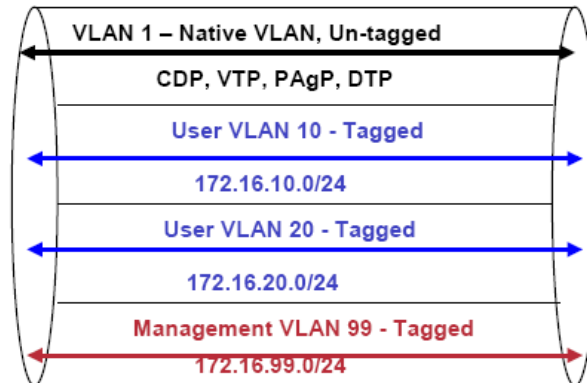 VLAN 1 – Native VLAN, Un-tagged
CDP, VTP, PAgP, DTP
User VLAN 10 - Tagged
172.16.10.0/24
User VLAN 20 - Tagged
172.16.20.0/24
Management VLAN 99 - Tagged
172.16.99.0/24